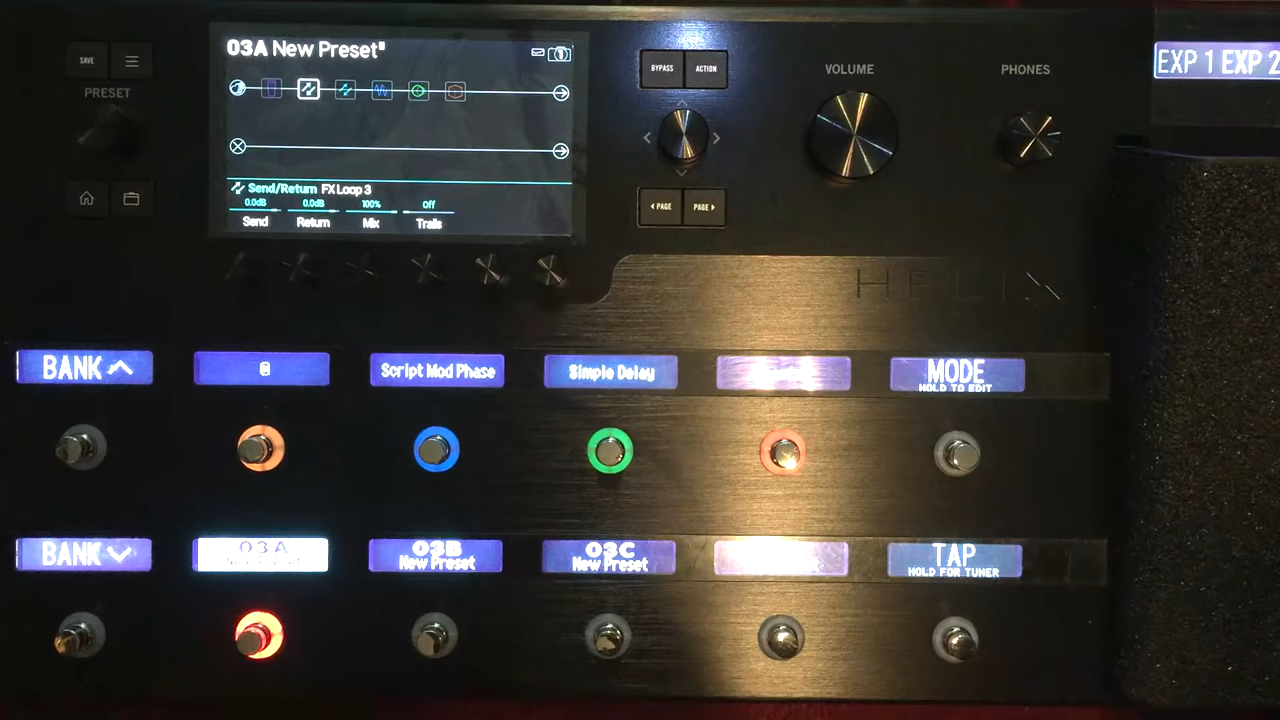 SAVE
PRESET
03A New Preset
Send/Return FX Loop 3
0.0dB 0.0dB 100% Off
Send Return Mix Trails
BYPASS ACTION
◂ PAGE PAGE ▸
VOLUME
PHONES
EXP 1 EXP 2
HELIX
BANK
Script Mod Phase
Simple Delay
MODE
HOLD TO EDIT
BANK
03A
New Preset
03B
New Preset
03C
New Preset
TAP
HOLD FOR TUNER